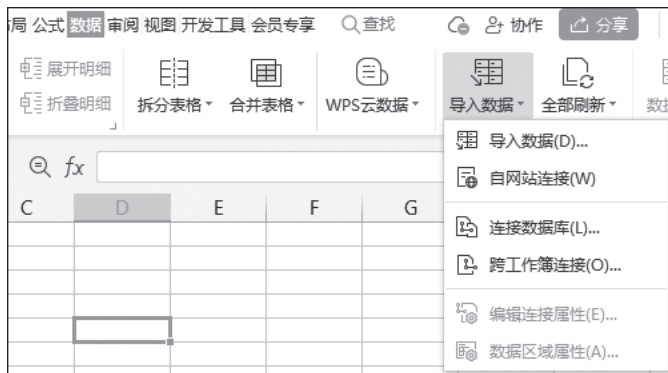 局 公式 数据 审阅 视图 开发工具 会员专享 查找 协作 分享
展开明细
折叠明细 拆分表格 合并表格 WPS云数据 导入数据 全部刷新
fx
C D E F G
导入数据(D)...
自网站连接(W)
连接数据库(L)...
跨工作簿连接(O)...
编辑连接属性(E)...
数据区域属性(A)...